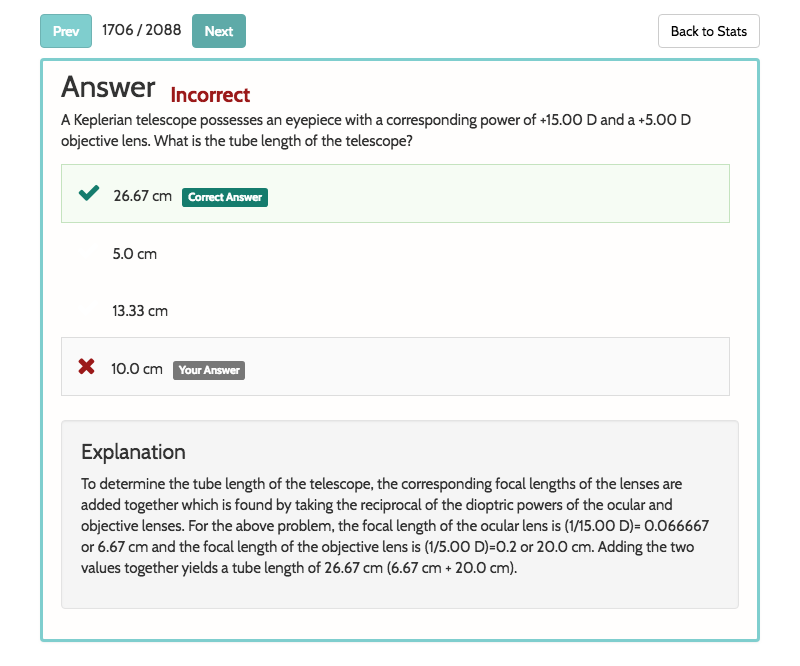 Prev 1706 / 2088 Next Back to Stats
Answer Incorrect
A Keplerian telescope possesses an eyepiece with a corresponding power of +15.00 D and a +5.00 D
objective lens. What is the tube length of the telescope?
26.67 cm Correct Answer
5.0 cm
13.33 cm
10.0 cm Your Answer
Explanation
To determine the tube length of the telescope, the corresponding focal lengths of the lenses are
added together which is found by taking the reciprocal of the dioptric powers of the ocular and
objective lenses. For the above problem, the focal length of the ocular lens is (1/15.00 D)= 0.066667
or 6.67 cm and the focal length of the objective lens is (1/5.00 D)=0.2 or 20.0 cm. Adding the two
values together yields a tube length of 26.67 cm (6.67 cm + 20.0 cm).